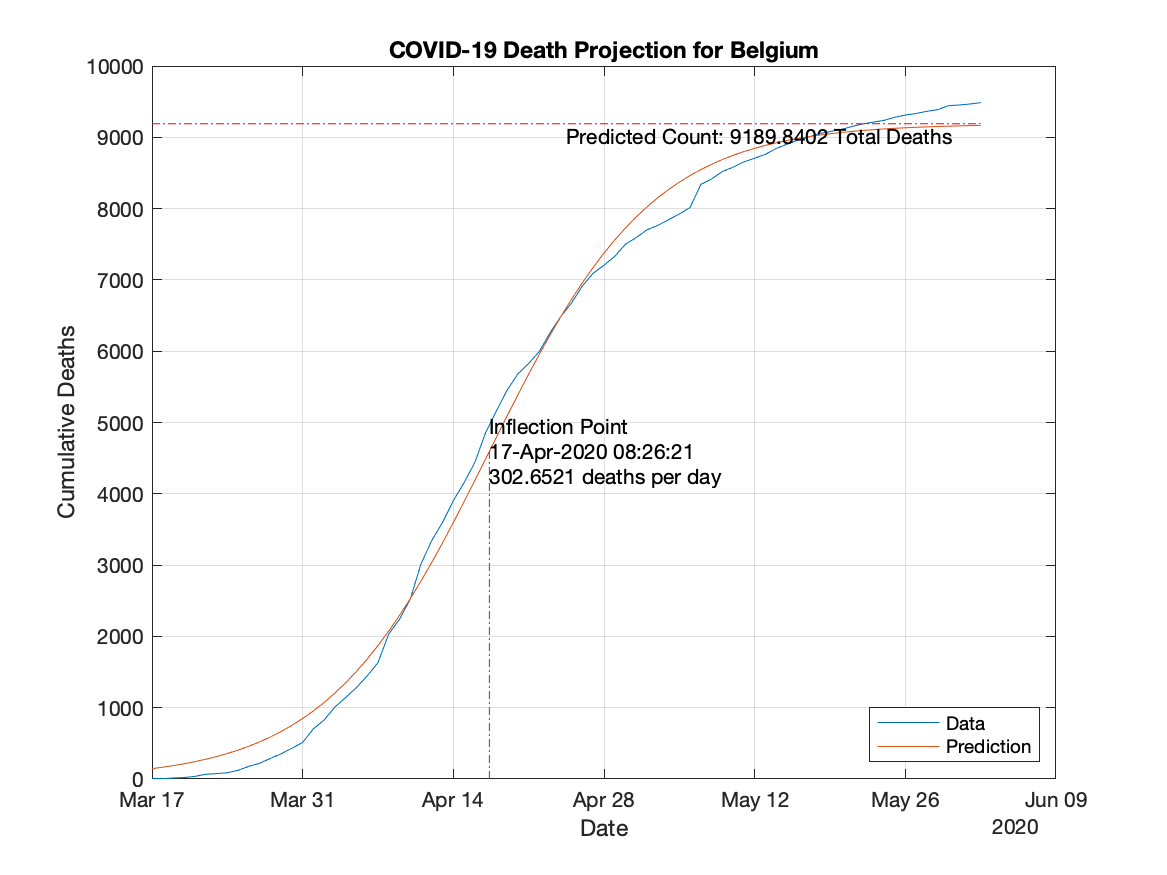 COVID-19 Death Projection for Belgium
10000
9000
8000
7000
6000
5000
4000
3000
2000
1000
0
Cumulative Deaths
Predicted Count: 9189.8402 Total Deaths
Inflection Point
17-Apr-2020 08:26:21
302.6521 deaths per day
Data
Prediction
Mar 17 Mar 31 Apr 14 Apr 28 May 12 May 26 Jun 09
Date
2020